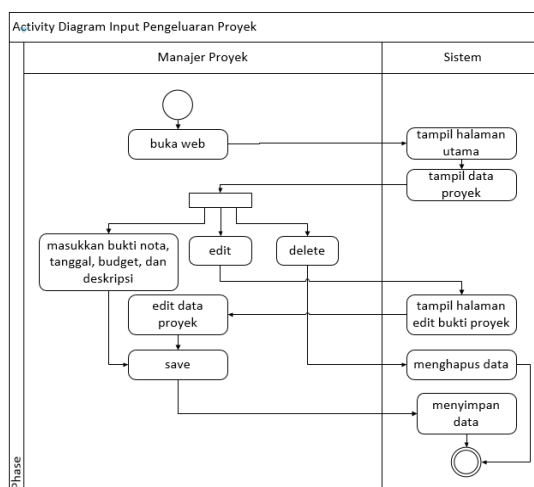 Activity Diagram Input Pengeluaran Proyek
Manajer Proyek
Sistem
buka web
tampil halaman
utama
tampil data
proyek
masukkan bukti nota,
tanggal, budget, dan
deskripsi
edit
delete
edit data
proyek
tampil halaman
edit bukti proyek
save
menghapus data
menyimpan
data
Phase